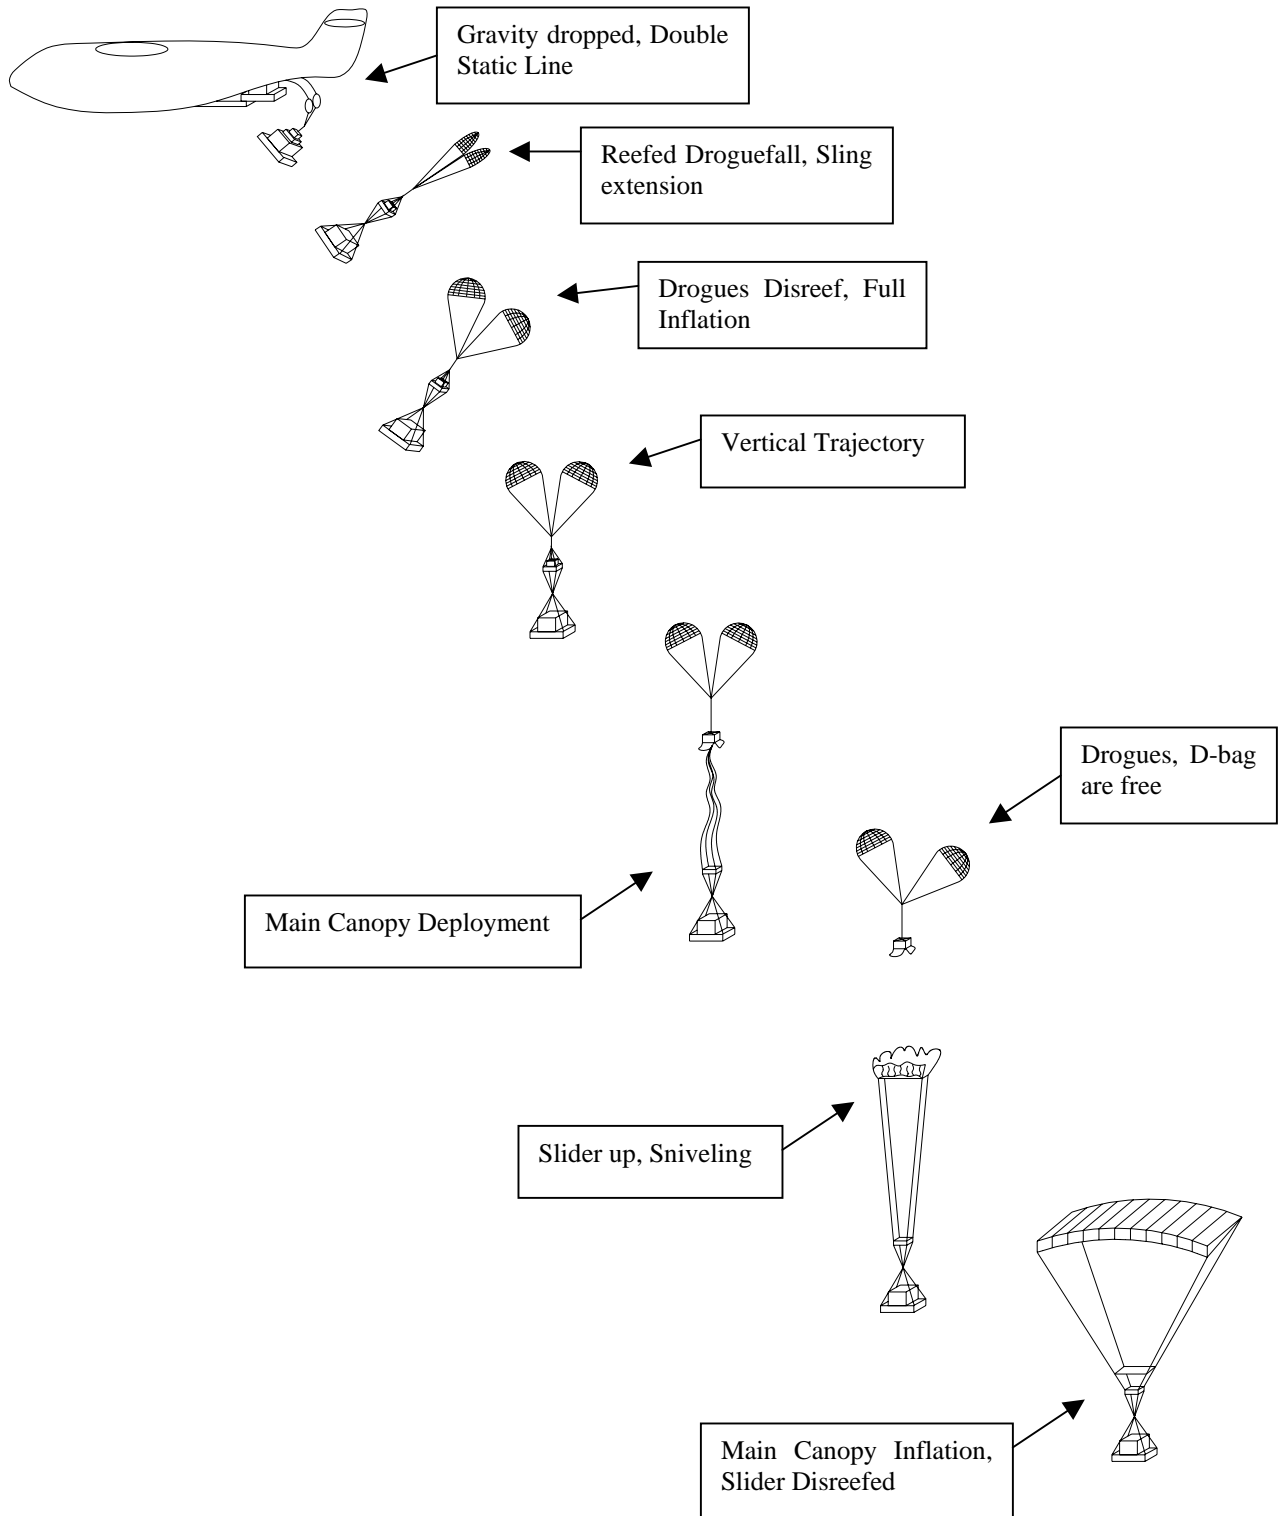 Gravity dropped, Double
Static Line
Reefed Droguefall, Sling
extension
Drogues Disreef, Full
Inflation
Vertical Trajectory
Drogues, D-bag
are free
Main Canopy Deployment
Slider up, Sniveling
Main Canopy Inflation,
Slider Disreefed